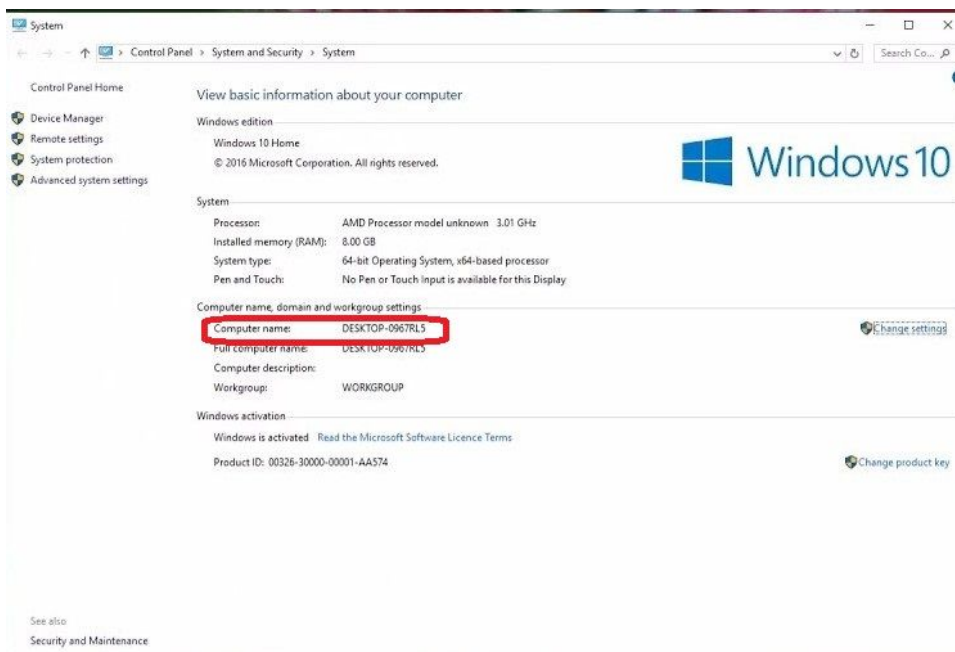 System
Control Panel > System and Security > System
Search Co...
Control Panel Home
Device Manager
Remote settings
System protection
Advanced system settings
View basic information about your computer
Windows edition
Windows 10 Home
© 2016 Microsoft Corporation. All rights reserved.
Windows 10
System
Processor: AMD Processor model unknown 3.01 GHz
Installed memory (RAM): 8.00 GB
System type: 64-bit Operating System, x64-based processor
Pen and Touch: No Pen or Touch Input is available for this Display
Computer name, domain and workgroup settings
Computer name: DESKTOP-0967RL5
Change settings
Full computer name: DESKTOP-0967RL5
Computer description:
Workgroup: WORKGROUP
Windows activation
Windows is activated Read the Microsoft Software Licence Terms
Product ID: 00326-30000-00001-AA574
Change product key
See also
Security and Maintenance